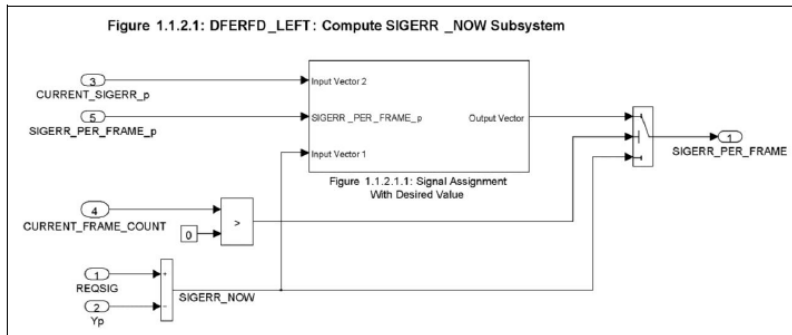 Figure 1.1.2.1: DFERFD_LEFT: Compute SIGERR _NOW Subsystem
3
CURRENT_SIGERR_p
5
SIGERR_PER_FRAME_p
Input Vector 2
SIGERR _PER_FRAME_p
Output Vector
Input Vector 1
Figure 1.1.2.1.1: Signal Assignment
With Desired Value
1
SIGERR_PER_FRAME
4
CURRENT_FRAME_COUNT
0
>
1
REQSIG
+
2
Yp
-
SIGERR_NOW